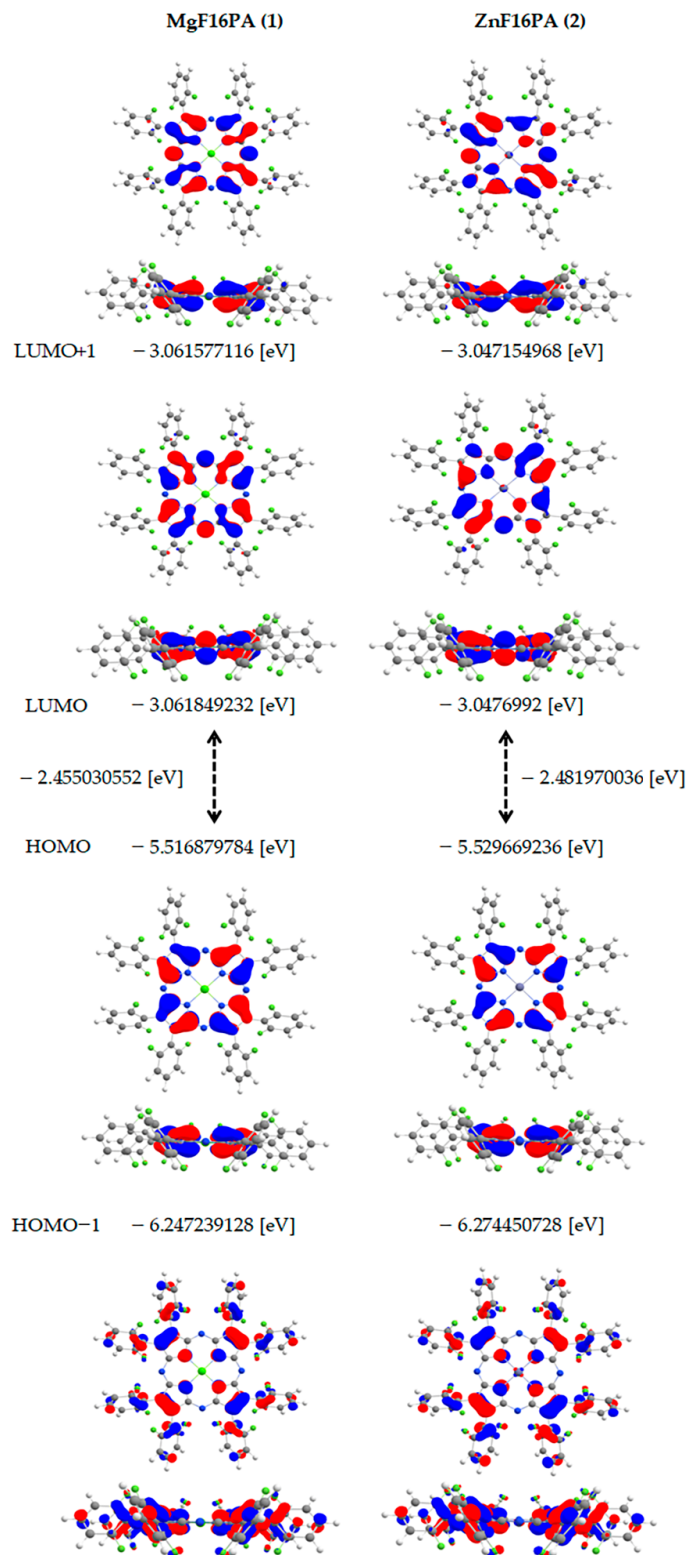 MgF16PA (1) ZnF16PA (2)
LUMO+1 − 3.061577116 [eV] − 3.047154968 [eV]
LUMO − 3.061849232 [eV] − 3.0476992 [eV]
− 2.455030552 [eV] − 2.481970036 [eV]
HOMO − 5.516879784 [eV] − 5.529669236 [eV]
HOMO−1 − 6.247239128 [eV] − 6.274450728 [eV]